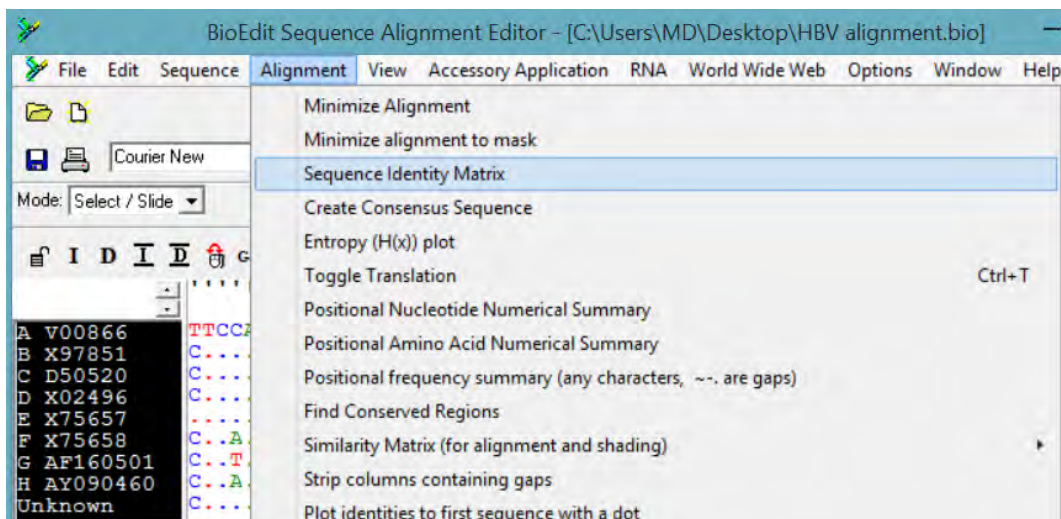 BioEdit Sequence Alignment Editor - [C:\Users\MD\Desktop\HBV alignment.bio]
File Edit Sequence Alignment View Accessory Application RNA World Wide Web Options Window Help
Minimize Alignment
Minimize alignment to mask
Courier New
Sequence Identity Matrix
Mode: Select / Slide
Create Consensus Sequence
Entropy (H(x)) plot
I D I D
Toggle Translation Ctrl+T
Positional Nucleotide Numerical Summary
A V00866 TTCCA
Positional Amino Acid Numerical Summary
B X97851 C....
C D50520 C....
Positional frequency summary (any characters, ~-. are gaps)
D X02496 C....
E X75657 .....
Find Conserved Regions
F X75658 C..A.
Similarity Matrix (for alignment and shading)
G AF160501 C..T.
H AY090460 C..A.
Strip columns containing gaps
Unknown C....
Plot identities to first sequence with a dot